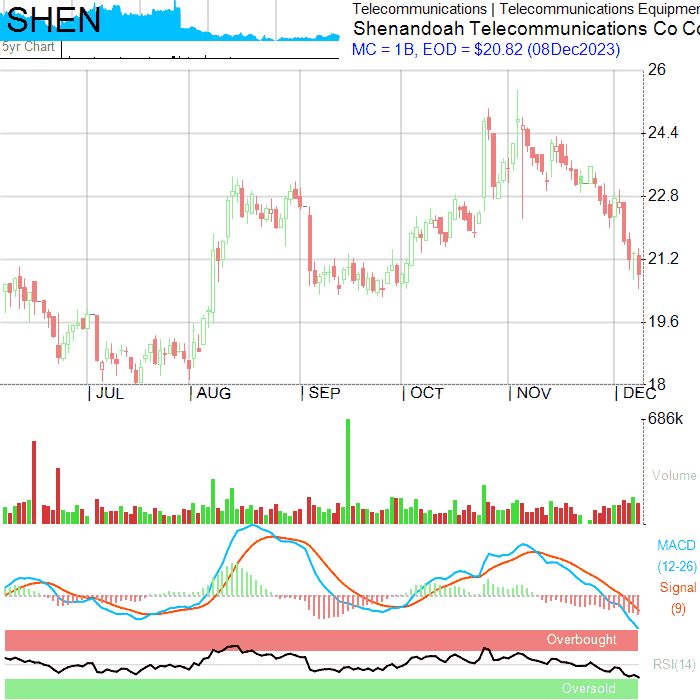 SHEN
5yr Chart
Telecommunications | Telecommunications Equipmen
Shenandoah Telecommunications Co Co
MC = 1B, EOD = $20.82 (08Dec2023)
26
24.4
22.8
21.2
19.6
18
JUL AUG SEP OCT NOV DEC
686k
Volume
MACD
(12-26)
Signal
(9)
Overbought
RSI(14)
Oversold